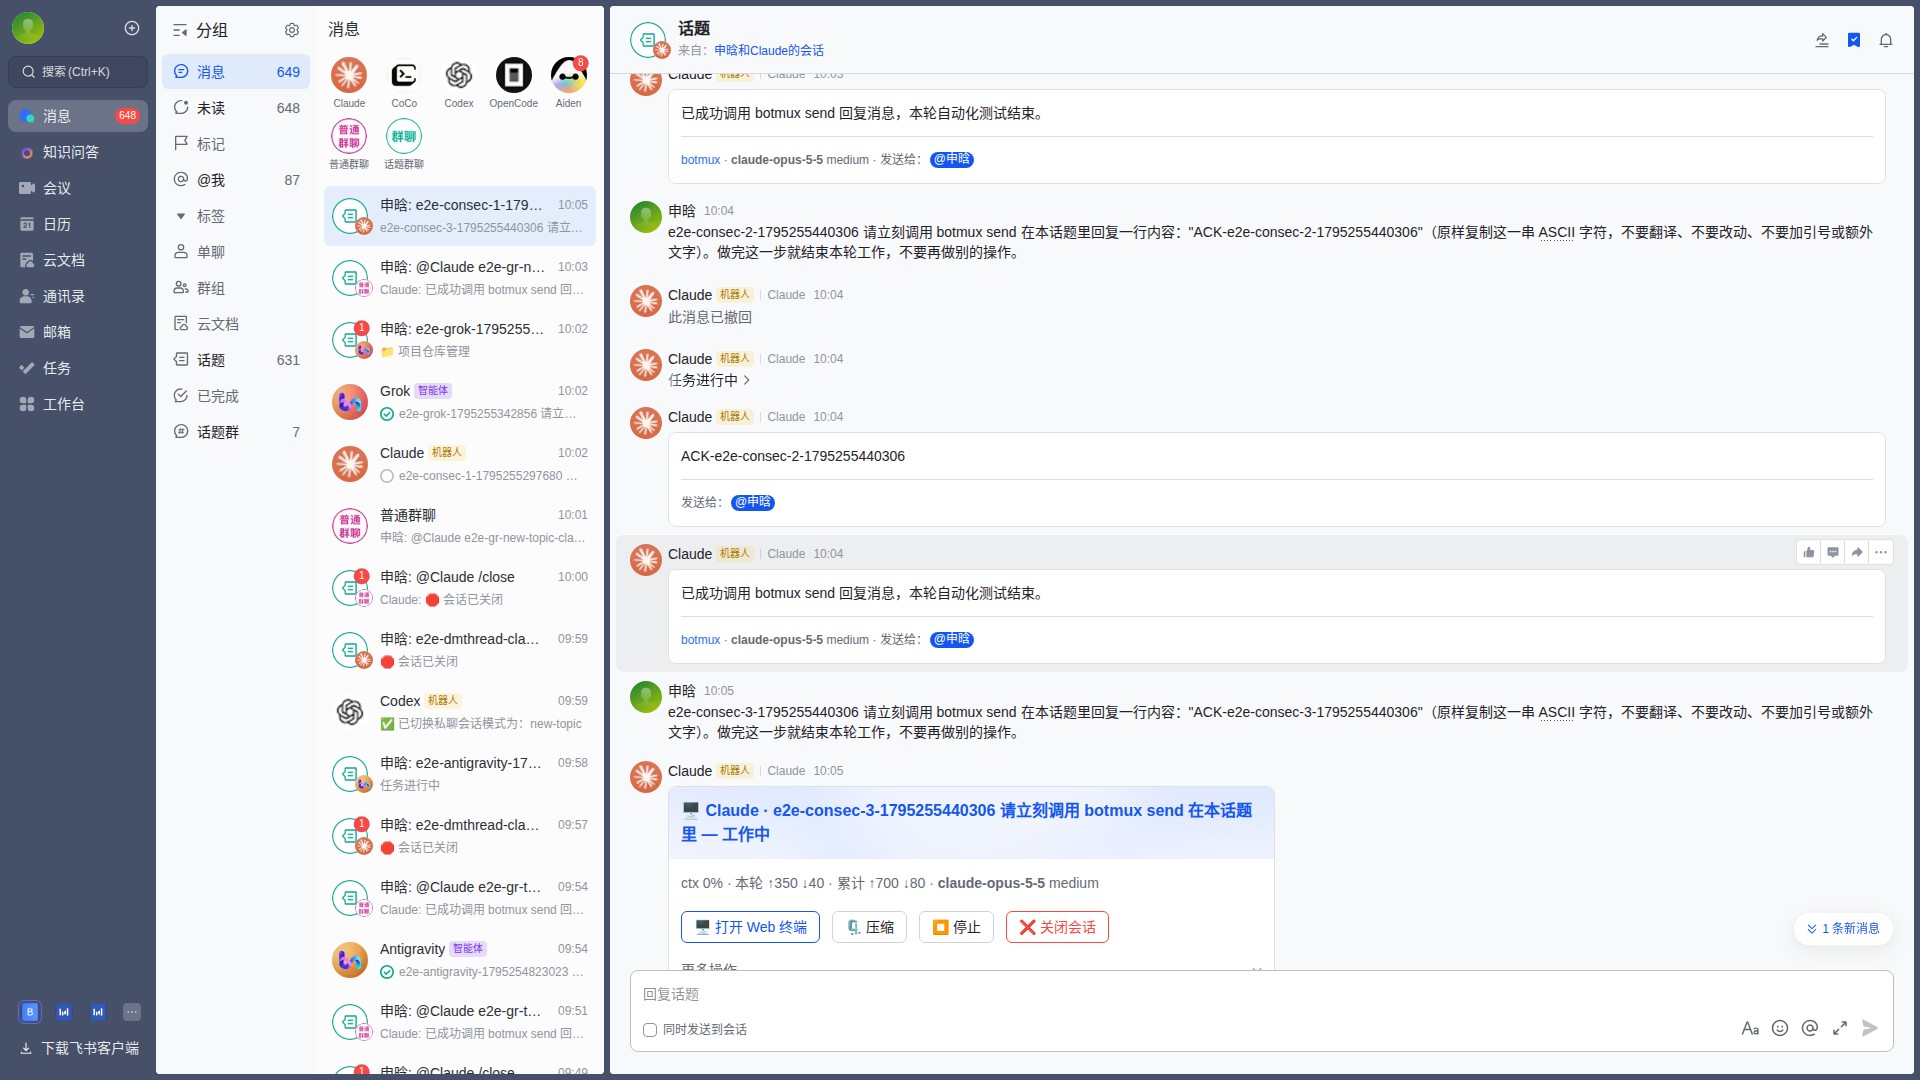 搜索 (Ctrl+K)
消息 648
知识问答
会议
日历
云文档
通讯录
邮箱
任务
工作台
下载飞书客户端
分组
消息 649
未读 648
标记
@我 87
标签
单聊
群组
云文档
话题 631
已完成
话题群 7
消息
8
Claude CoCo Codex OpenCode Aiden
普通群聊 群聊
普通群聊 话题群聊
申晗: e2e-consec-1-179... 10:05
e2e-consec-3-1795255440306 请立...
申晗: @Claude e2e-gr-n... 10:03
Claude: 已成功调用 botmux send 回...
1
申晗: e2e-grok-1795255... 10:02
📁 项目仓库管理
Grok 智能体 10:02
e2e-grok-1795255342856 请立...
Claude 机器人 10:02
e2e-consec-1-1795255297680 ...
普通群聊 普通群聊 10:01
申晗: @Claude e2e-gr-new-topic-cla...
1
申晗: @Claude /close 10:00
Claude: 🛑 会话已关闭
申晗: e2e-dmthread-cla... 09:59
🛑 会话已关闭
Codex 机器人 09:59
✅ 已切换私聊会话模式为：new-topic
申晗: e2e-antigravity-17... 09:58
任务进行中
1
申晗: e2e-dmthread-cla... 09:57
🛑 会话已关闭
申晗: @Claude e2e-gr-t... 09:54
Claude: 已成功调用 botmux send 回...
Antigravity 智能体 09:54
e2e-antigravity-1795254823023 ...
申晗: @Claude e2e-gr-t... 09:51
Claude: 已成功调用 botmux send 回...
1
申晗: @Claude /close 09:49
话题
来自：申晗和Claude的会话
Claude 机器人 Claude 10:03
已成功调用 botmux send 回复消息，本轮自动化测试结束。
botmux · claude-opus-5-5 medium · 发送给： @申晗
申晗 10:04
e2e-consec-2-1795255440306 请立刻调用 botmux send 在本话题里回复一行内容："ACK-e2e-consec-2-1795255440306"（原样复制这一串 ASCII 字符，不要翻译、不要改动、不要加引号或额外
文字）。做完这一步就结束本轮工作，不要再做别的操作。
Claude 机器人 Claude 10:04
此消息已撤回
Claude 机器人 Claude 10:04
任务进行中
Claude 机器人 Claude 10:04
ACK-e2e-consec-2-1795255440306
发送给： @申晗
Claude 机器人 Claude 10:04
已成功调用 botmux send 回复消息，本轮自动化测试结束。
botmux · claude-opus-5-5 medium · 发送给： @申晗
申晗 10:05
e2e-consec-3-1795255440306 请立刻调用 botmux send 在本话题里回复一行内容："ACK-e2e-consec-3-1795255440306"（原样复制这一串 ASCII 字符，不要翻译、不要改动、不要加引号或额外
文字）。做完这一步就结束本轮工作，不要再做别的操作。
Claude 机器人 Claude 10:05
🖥️ Claude · e2e-consec-3-1795255440306 请立刻调用 botmux send 在本话题
里 — 工作中
ctx 0% · 本轮 ↑350 ↓40 · 累计 ↑700 ↓80 · claude-opus-5-5 medium
🖥️ 打开 Web 终端 🗜️ 压缩 ⏹️ 停止 ❌ 关闭会话
更多操作
1 条新消息
回复话题
同时发送到会话